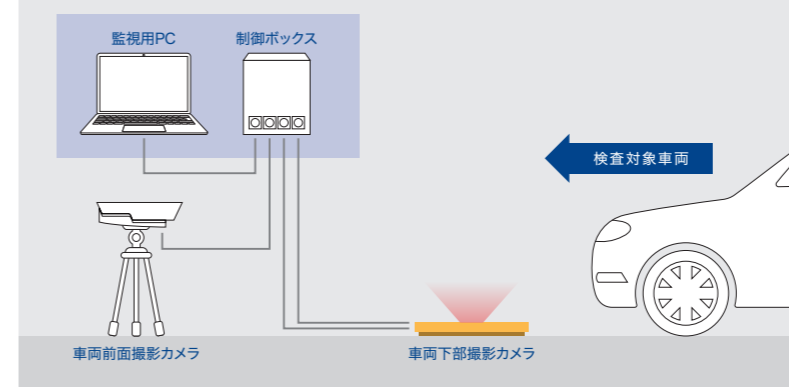 監視用PC
制御ボックス
検査対象車両
車両前面撮影カメラ
車両下部撮影カメラ